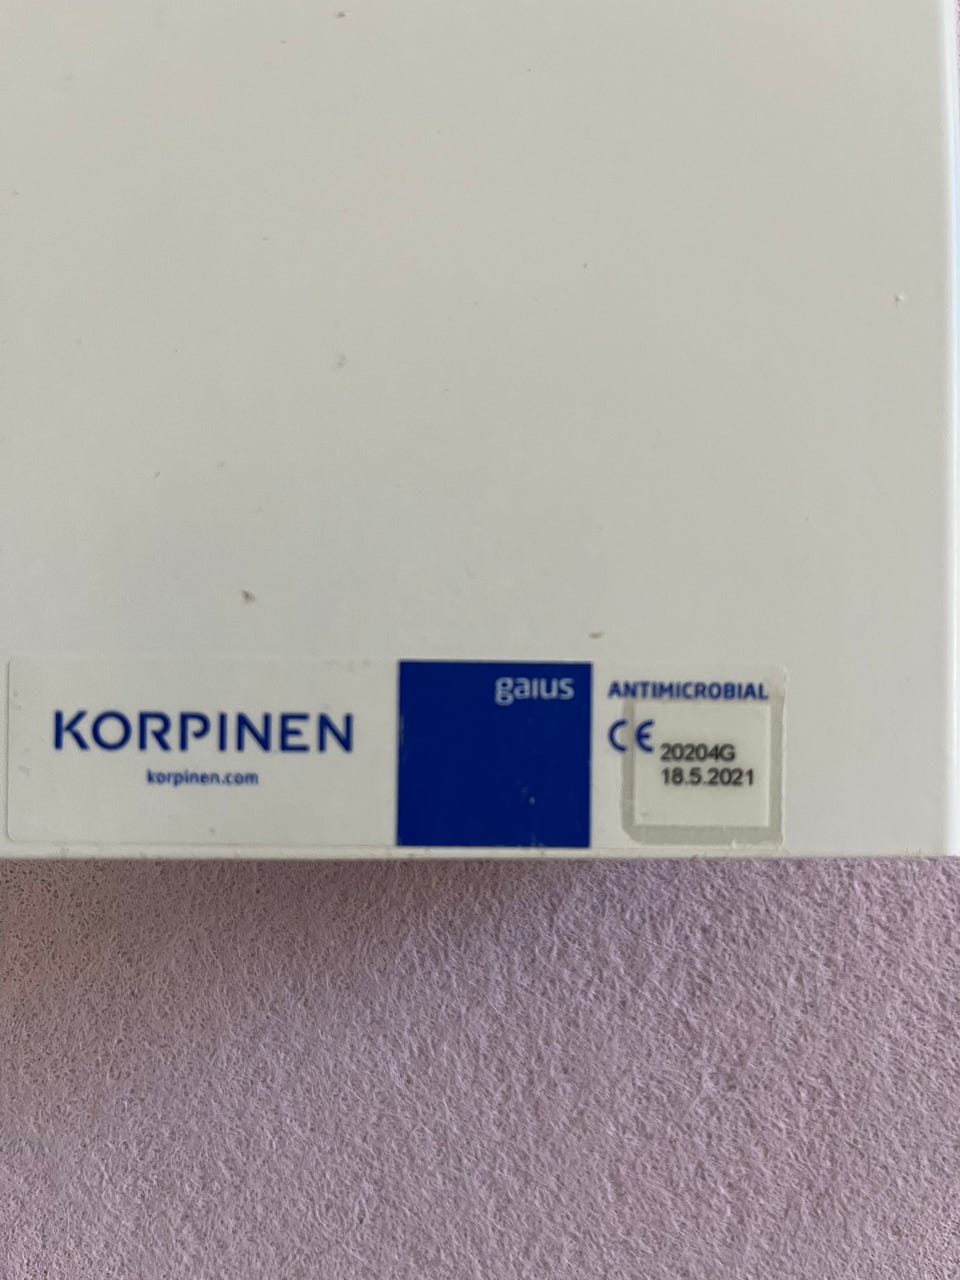 KORPINEN
korpinen.com
gaius
ANTIMICROBIAL
CE
20204G
18.5.2021